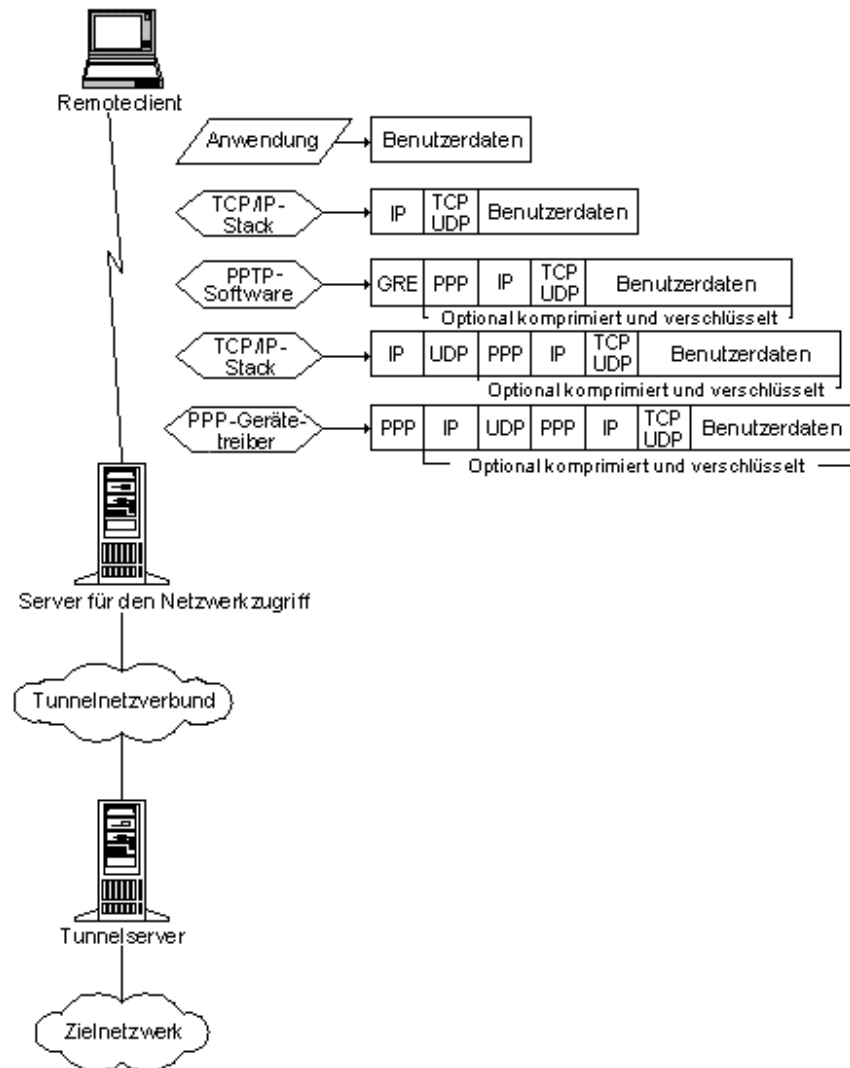 Remoteclient
Anwendung
Benutzerdaten
TCP/IP-
Stack
IP
TCP
UDP
Benutzerdaten
PPTP-
Software
GRE
PPP
IP
TCP
UDP
Benutzerdaten
Optional komprimiert und verschlüsselt
TCP/IP-
Stack
IP
UDP
PPP
IP
TCP
UDP
Benutzerdaten
Optional komprimiert und verschlüsselt
PPP-Geräte-
treiber
PPP
IP
UDP
PPP
IP
TCP
UDP
Benutzerdaten
Optional komprimiert und verschlüsselt
Server für den Netzwerkzugriff
Tunnelnetzverbund
Tunnelserver
Zielnetzwerk